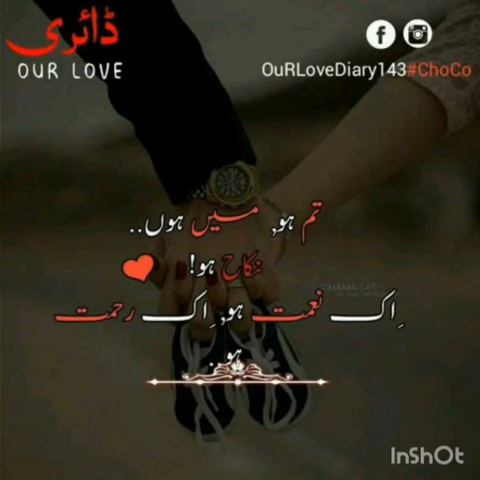 ڈائری
OUR LOVE
OuRLoveDiary143#ChoCo
تم ہو, میں ہوں..
نکاح ہو!
اِک نعمت ہو, اِک رحمت
ہو.
InShOt